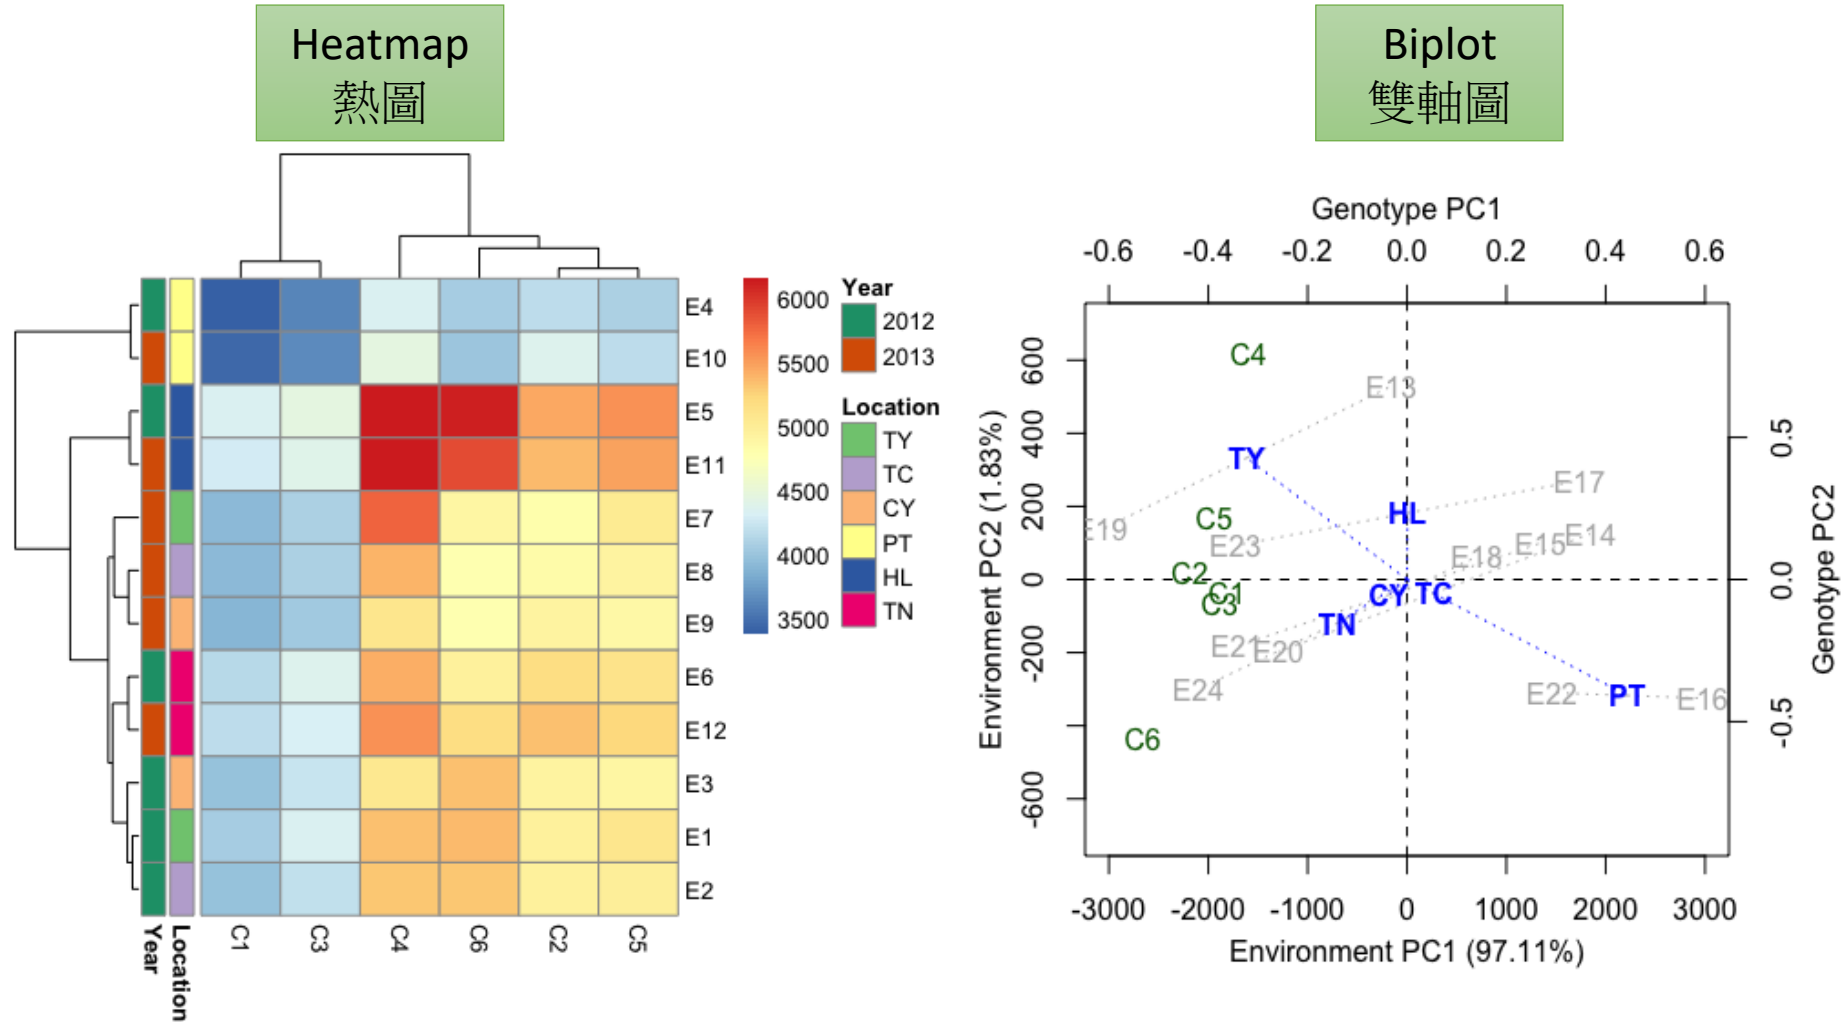 Heatmap
熱圖
E4
E10
E5
E11
E7
E8
E9
E6
E12
E3
E1
E2
C1
C3
C4
C6
C2
C5
Year
Location
6000
5500
5000
4500
4000
3500
Year
2012
2013
Location
TY
TC
CY
PT
HL
TN
Biplot
雙軸圖
Genotype PC1
-0.6 -0.4 -0.2 0.0 0.2 0.4 0.6
Environment PC2 (1.83%)
600
400
200
0
-200
-600
C4
E13
TY
E17
C5
HL
E19
E23
E14
E15
E18
C2
C1
C3
CY
TC
TN
E21
E20
E24
E22
PT
E16
C6
0.5
0.0
-0.5
Genotype PC2
-3000 -2000 -1000 0 1000 2000 3000
Environment PC1 (97.11%)